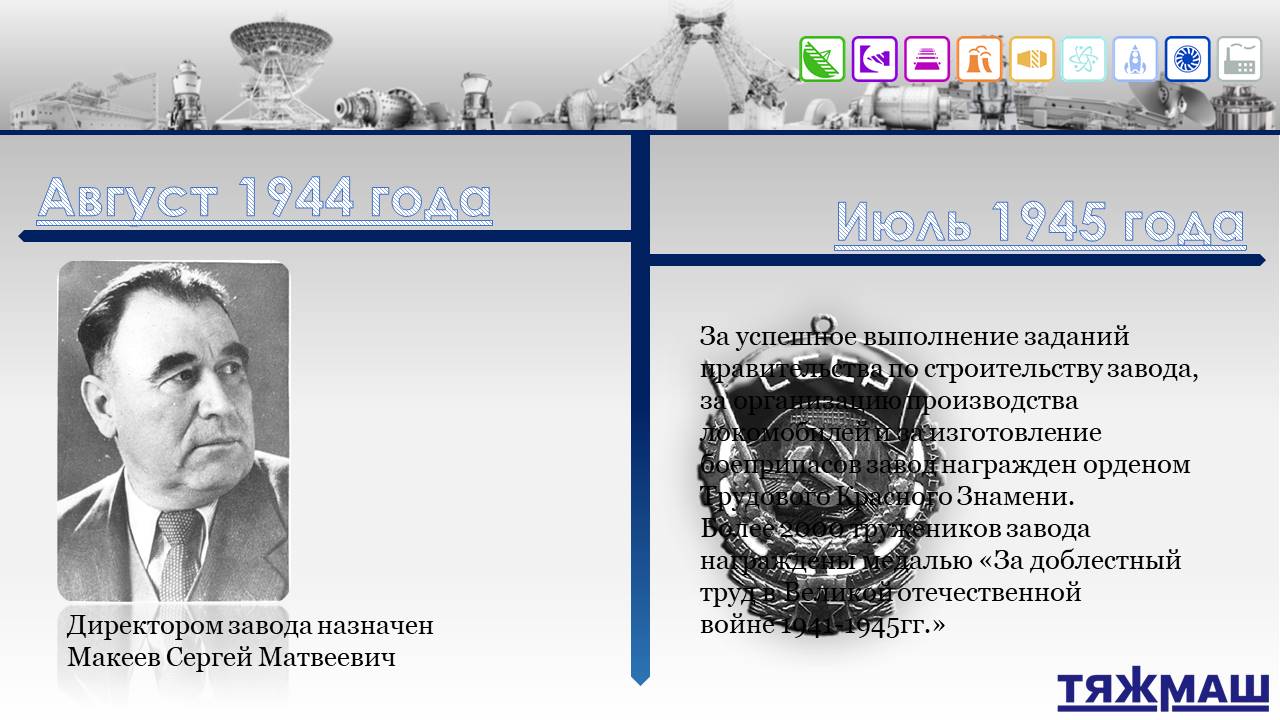 Август 1944 года
Директором завода назначен
Макеев Сергей Матвеевич
Июль 1945 года
За успешное выполнение заданий
правительства по строительству завода,
за организацию производства
локомобилей и за изготовление
боеприпасов завод награжден орденом
Трудового Красного Знамени.
Более 2000 тружеников завода
награждены медалью «За доблестный
труд в Великой отечественной
войне 1941-1945гг.»
СССР
ТЯЖМАШ